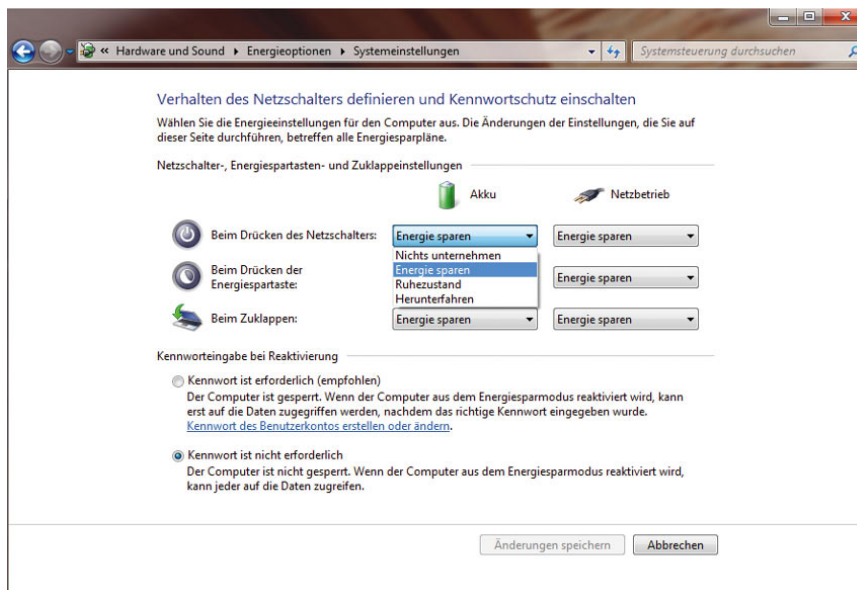 « Hardware und Sound ▸ Energieoptionen ▸ Systemeinstellungen
Systemsteuerung durchsuchen
Verhalten des Netzschalters definieren und Kennwortschutz einschalten
Wählen Sie die Energieeinstellungen für den Computer aus. Die Änderungen der Einstellungen, die Sie auf
dieser Seite durchführen, betreffen alle Energiesparpläne.
Netzschalter-, Energiespartasten- und Zuklappeinstellungen
Akku Netzbetrieb
Beim Drücken des Netzschalters: Energie sparen Energie sparen
Nichts unternehmen
Energie sparen
Ruhezustand
Herunterfahren
Beim Drücken der
Energiespartaste: Energie sparen
Beim Zuklappen: Energie sparen Energie sparen
Kennworteingabe bei Reaktivierung
Kennwort ist erforderlich (empfohlen)
Der Computer ist gesperrt. Wenn der Computer aus dem Energiesparmodus reaktiviert wird, kann
erst auf die Daten zugegriffen werden, nachdem das richtige Kennwort eingegeben wurde.
Kennwort des Benutzerkontos erstellen oder ändern.
Kennwort ist nicht erforderlich
Der Computer ist nicht gesperrt. Wenn der Computer aus dem Energiesparmodus reaktiviert wird,
kann jeder auf die Daten zugreifen.
Änderungen speichern Abbrechen